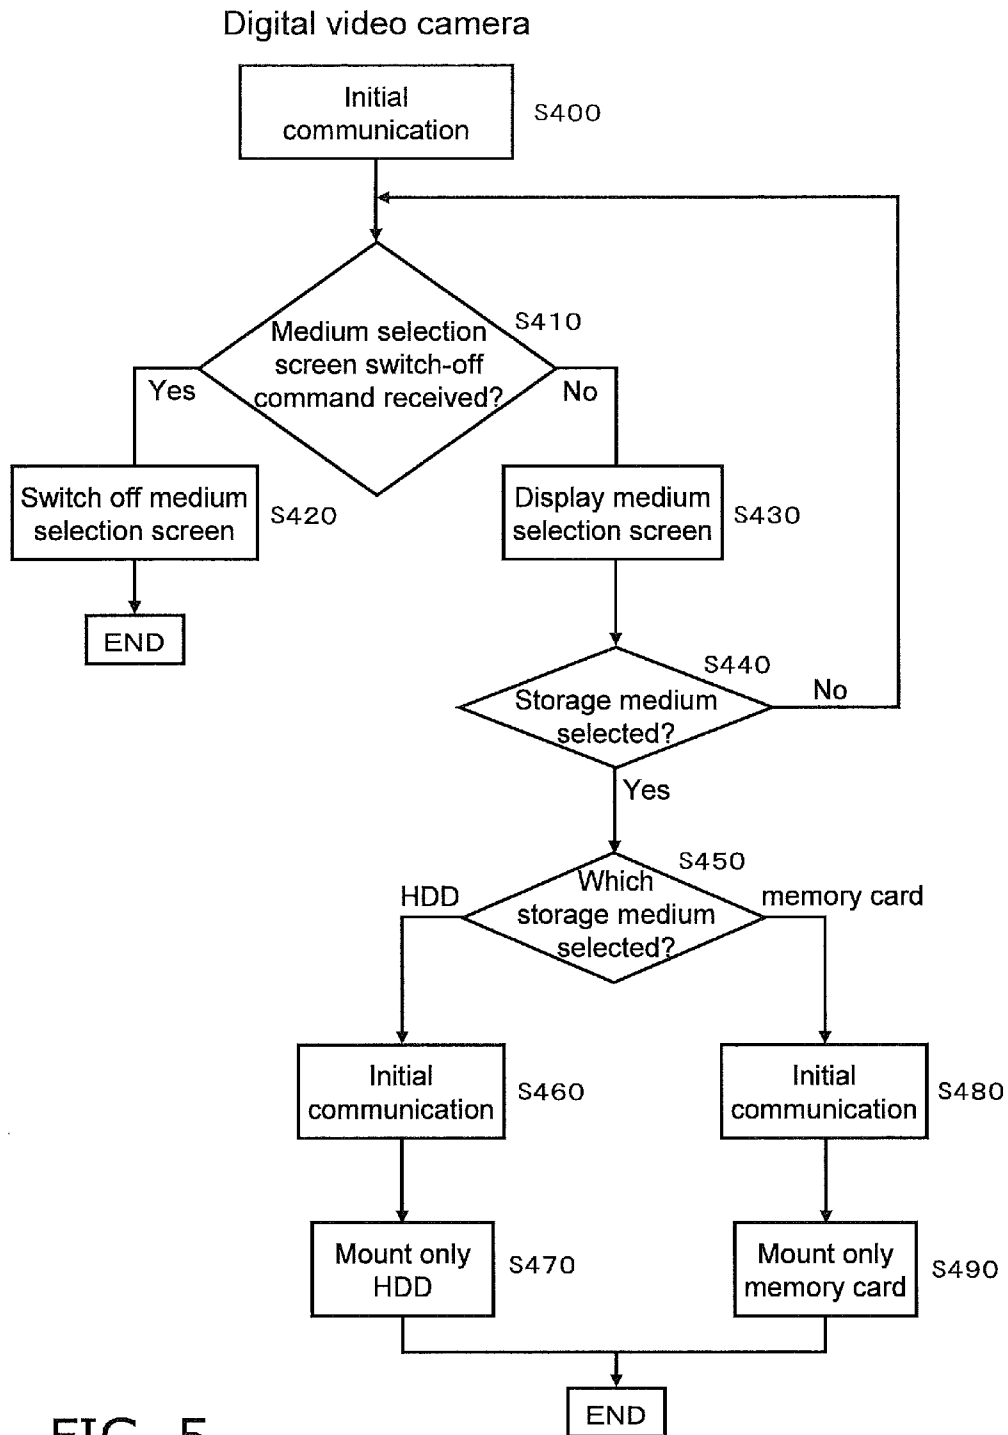 Digital video camera
Initial
communication
S400
Medium selection
screen switch-off
command received?
S410
Yes
No
Switch off medium
selection screen
S420
Display medium
selection screen
S430
END
S440
Storage medium
selected?
No
Yes
S450
Which
storage medium
selected?
HDD
memory card
Initial
communication
S460
Initial
communication
S480
Mount only
HDD
S470
Mount only
memory card
S490
END
FIG. 5